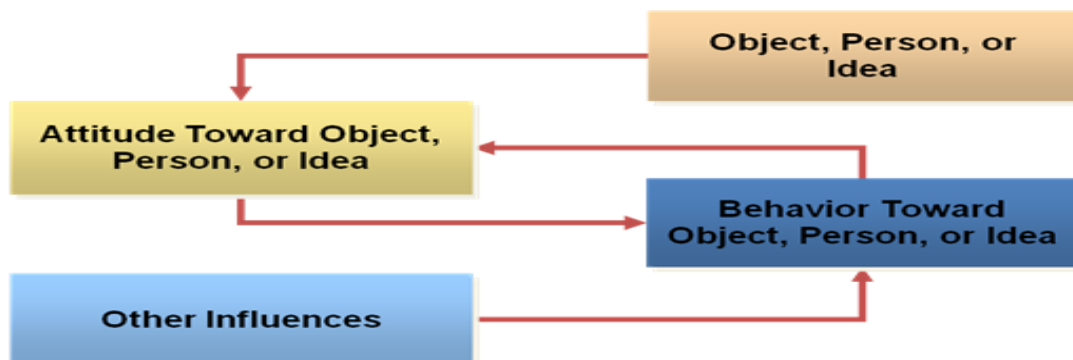 Object, Person, or
Idea
Attitude Toward Object,
Person, or Idea
Behavior Toward
Object, Person, or Idea
Other Influences